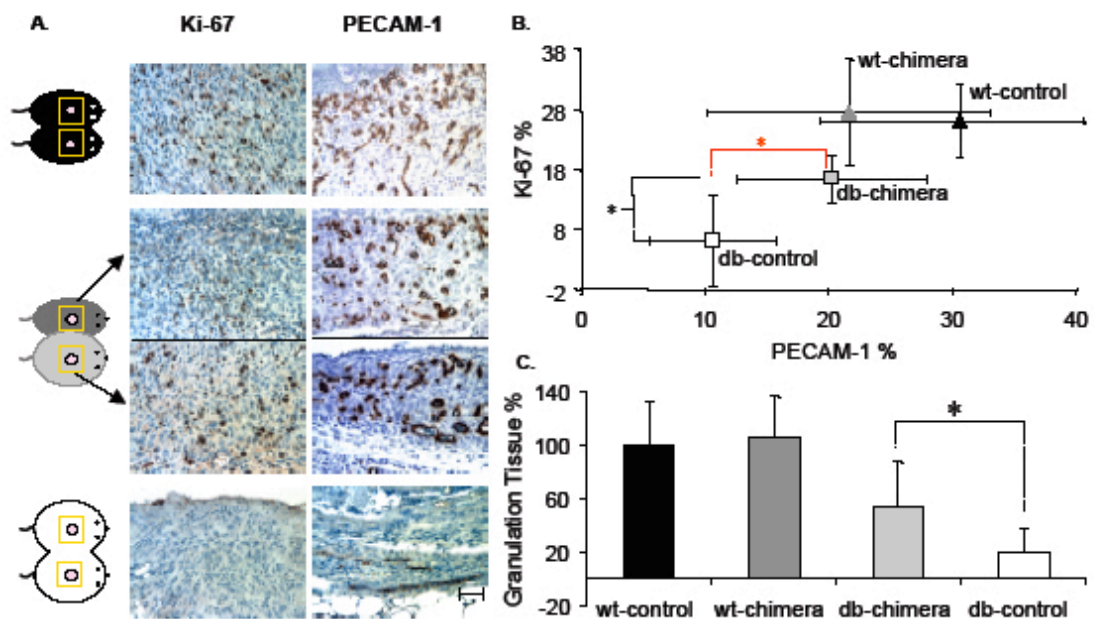 A.
Ki-67
PECAM-1
B.
38
28
18
8
-2
Ki-67 %
wt-chimera
wt-control
*
db-chimera
*
db-control
0
10
20
30
40
PECAM-1 %
C.
140
100
60
20
-20
Granulation Tissue %
*
wt-control
wt-chimera
db-chimera
db-control